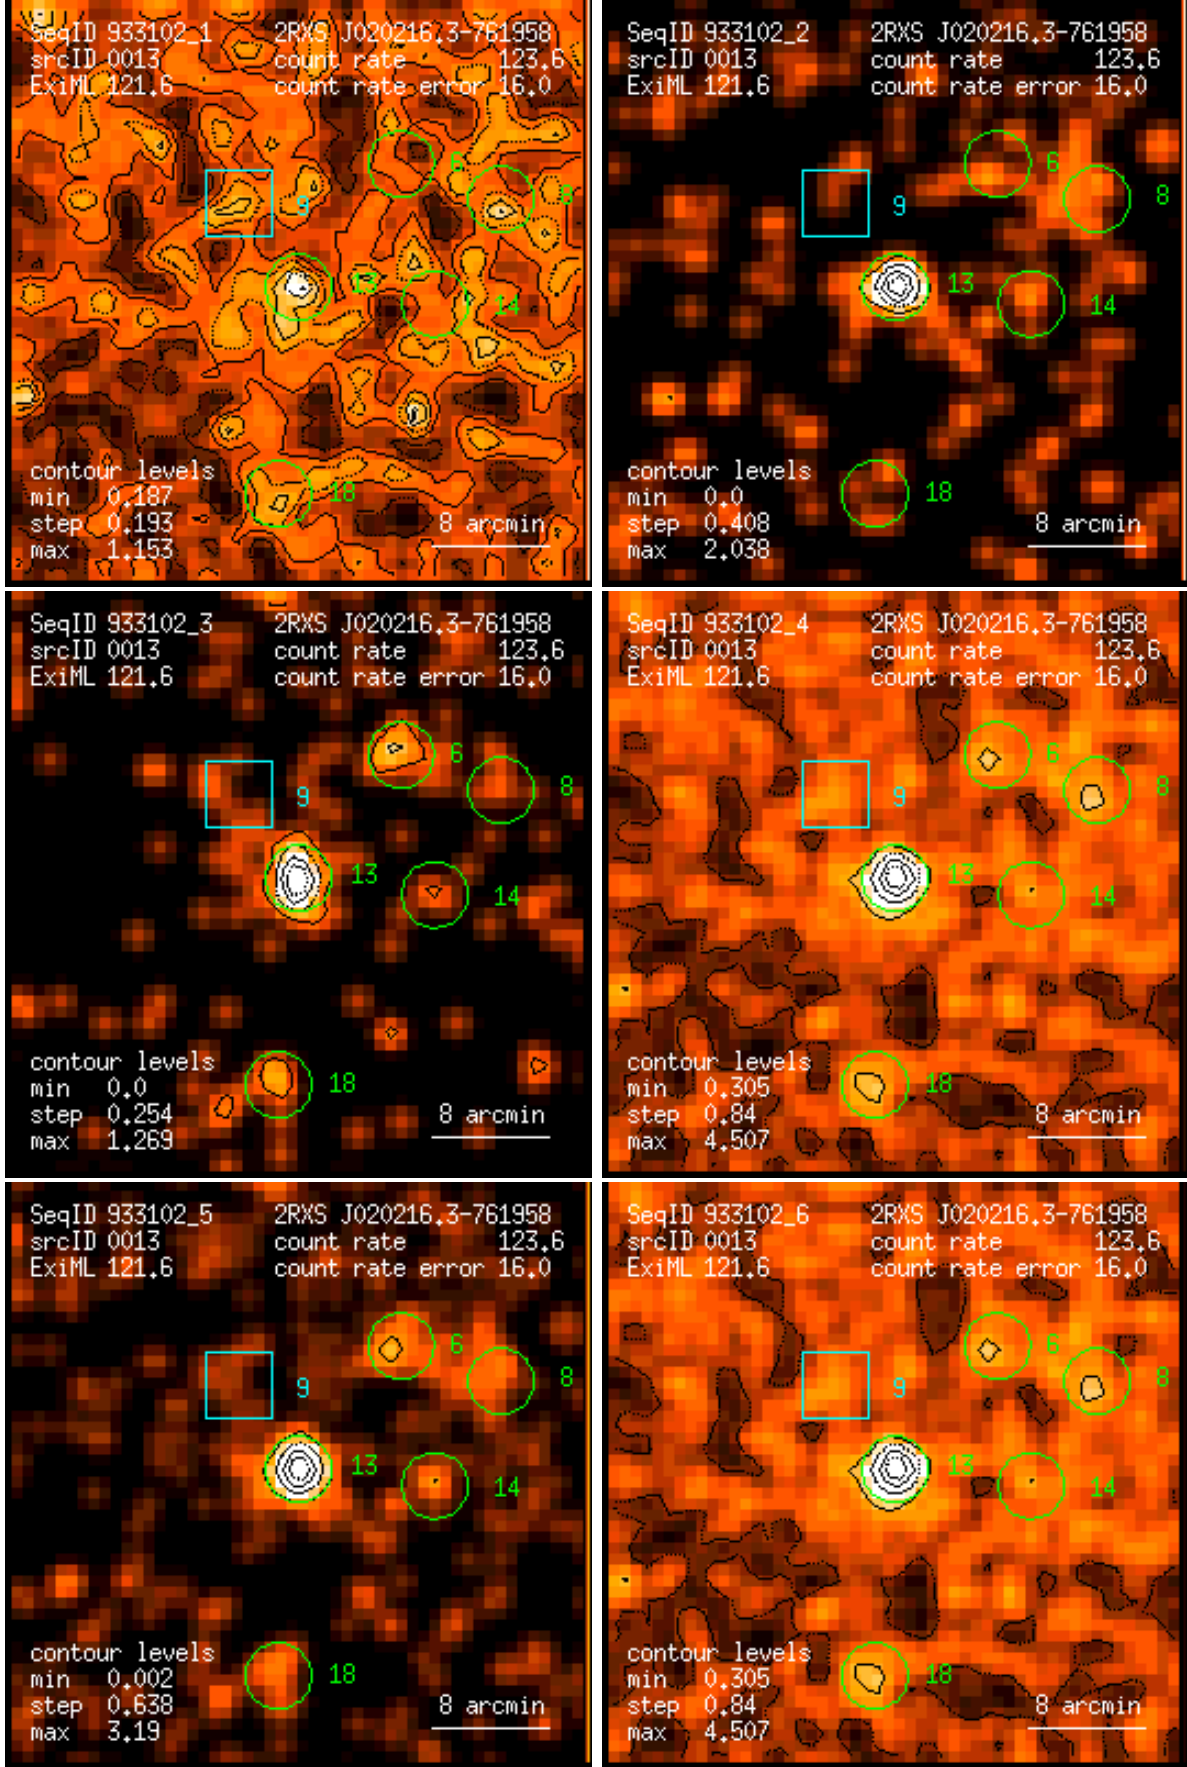 SeqID 933102_1 2RXS J020216.3-761958
srcID 0013 count rate 123.6
ExiML 121.6 count rate error 16.0
6
8
9
13
14
contour levels
18
min 0.187
step 0.193 8 arcmin
max 1.153
SeqID 933102_2 2RXS J020216.3-761958
srcID 0013 count rate 123.6
ExiML 121.6 count rate error 16.0
6
8
9
13
14
contour levels
18
min 0.0
step 0.408 8 arcmin
max 2.038
SeqID 933102_3 2RXS J020216.3-761958
srcID 0013 count rate 123.6
ExiML 121.6 count rate error 16.0
6
8
9
13
14
contour levels
18
min 0.0
step 0.254 8 arcmin
max 1.269
SeqID 933102_4 2RXS J020216.3-761958
srcID 0013 count rate 123.6
ExiML 121.6 count rate error 16.0
6
8
9
13
14
contour levels
18
min 0.305
step 0.84 8 arcmin
max 4.507
SeqID 933102_5 2RXS J020216.3-761958
srcID 0013 count rate 123.6
ExiML 121.6 count rate error 16.0
6
8
9
13
14
contour levels
18
min 0.002
step 0.638 8 arcmin
max 3.19
SeqID 933102_6 2RXS J020216.3-761958
srcID 0013 count rate 123.6
ExiML 121.6 count rate error 16.0
6
8
9
13
14
contour levels
18
min 0.305
step 0.84 8 arcmin
max 4.507